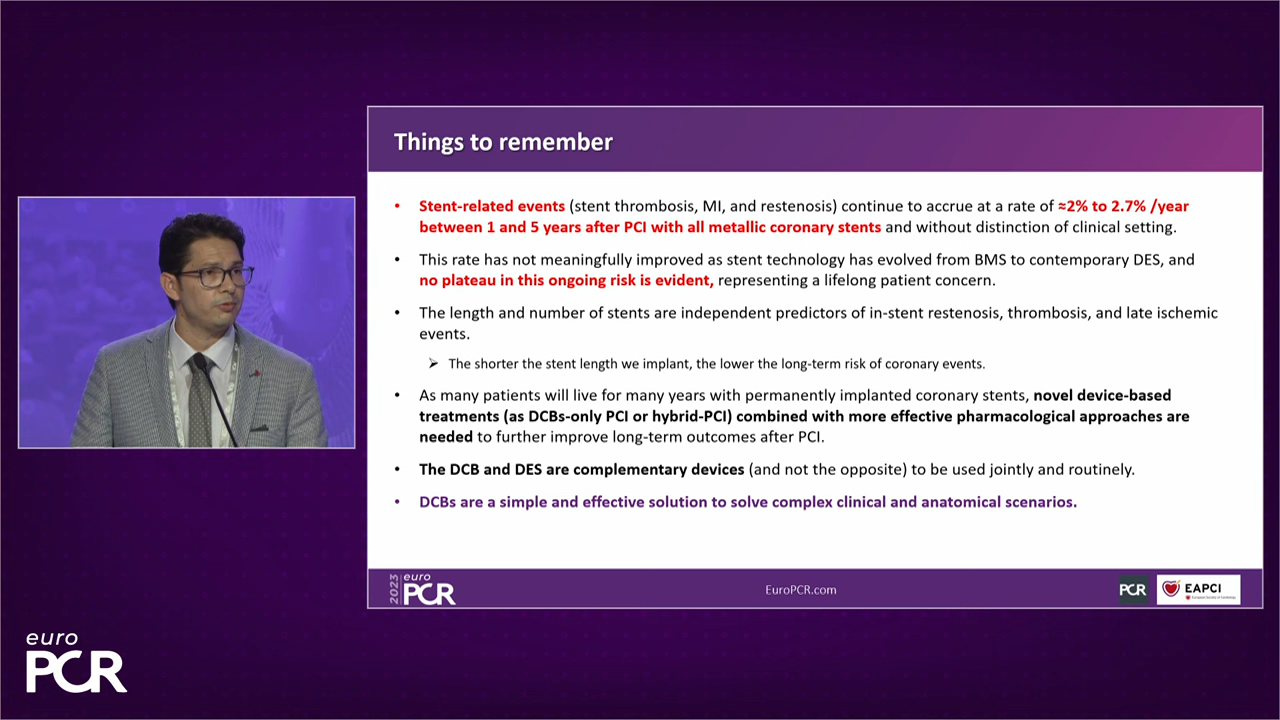 Things to remember
• Stent-related events (stent thrombosis, MI, and restenosis) continue to accrue at a rate of ≈2% to 2.7% /year
between 1 and 5 years after PCI with all metallic coronary stents and without distinction of clinical setting.
• This rate has not meaningfully improved as stent technology has evolved from BMS to contemporary DES, and
no plateau in this ongoing risk is evident, representing a lifelong patient concern.
• The length and number of stents are independent predictors of in-stent restenosis, thrombosis, and late ischemic
events.
➢ The shorter the stent length we implant, the lower the long-term risk of coronary events.
• As many patients will live for many years with permanently implanted coronary stents, novel device-based
treatments (as DCBs-only PCI or hybrid-PCI) combined with more effective pharmacological approaches are
needed to further improve long-term outcomes after PCI.
• The DCB and DES are complementary devices (and not the opposite) to be used jointly and routinely.
• DCBs are a simple and effective solution to solve complex clinical and anatomical scenarios.
2023
euro
PCR
EuroPCR.com
PCR
EAPCI
euro
PCR